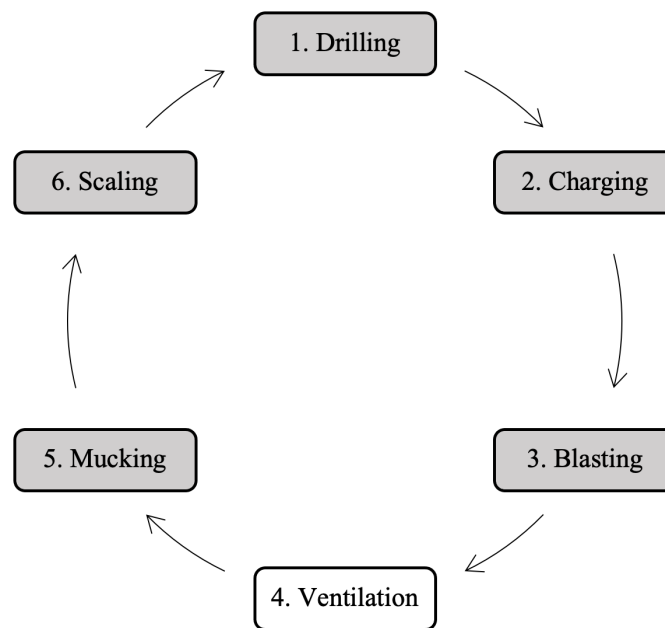 1. Drilling
2. Charging
3. Blasting
4. Ventilation
5. Mucking
6. Scaling